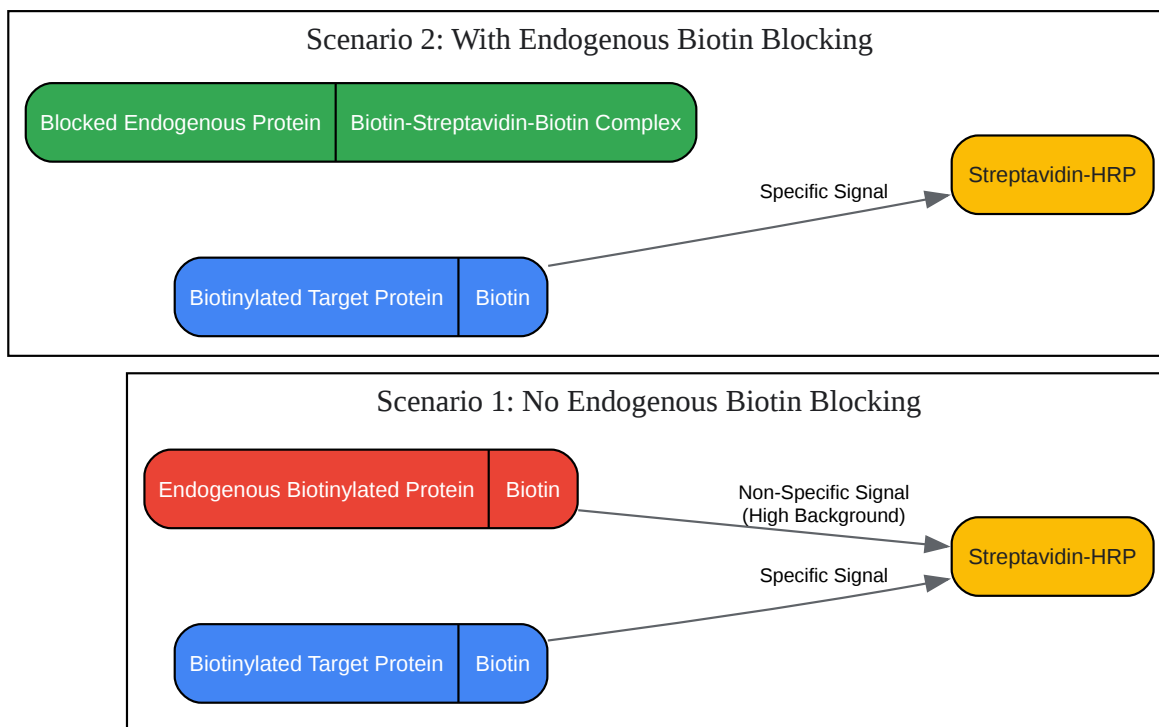 Scenario 2: With Endogenous Biotin Blocking
Blocked Endogenous Protein
Biotin-Streptavidin-Biotin Complex
Streptavidin-HRP
Specific Signal
Biotinylated Target Protein
Biotin
Scenario 1: No Endogenous Biotin Blocking
Endogenous Biotinylated Protein
Biotin
Non-Specific Signal
(High Background)
Streptavidin-HRP
Specific Signal
Biotinylated Target Protein
Biotin